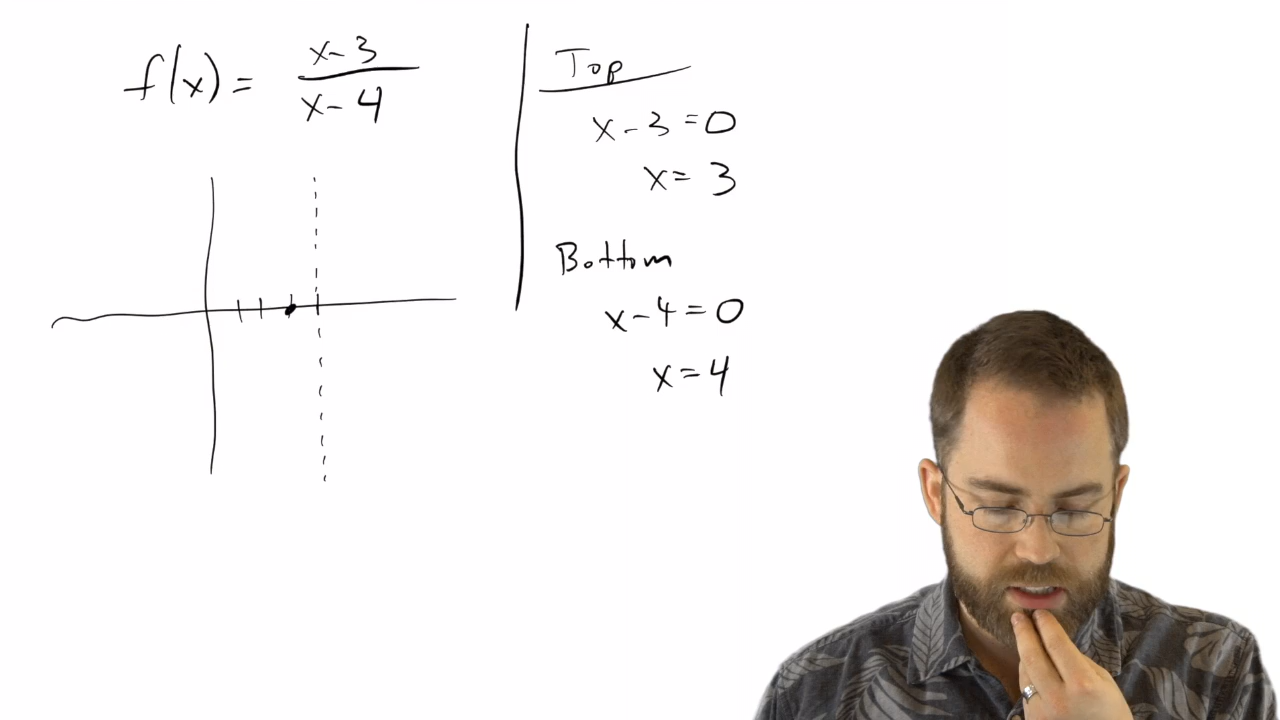 f(x) = x-3
x-4
Top
x-3=0
x=3
Bottom
x-4=0
x=4